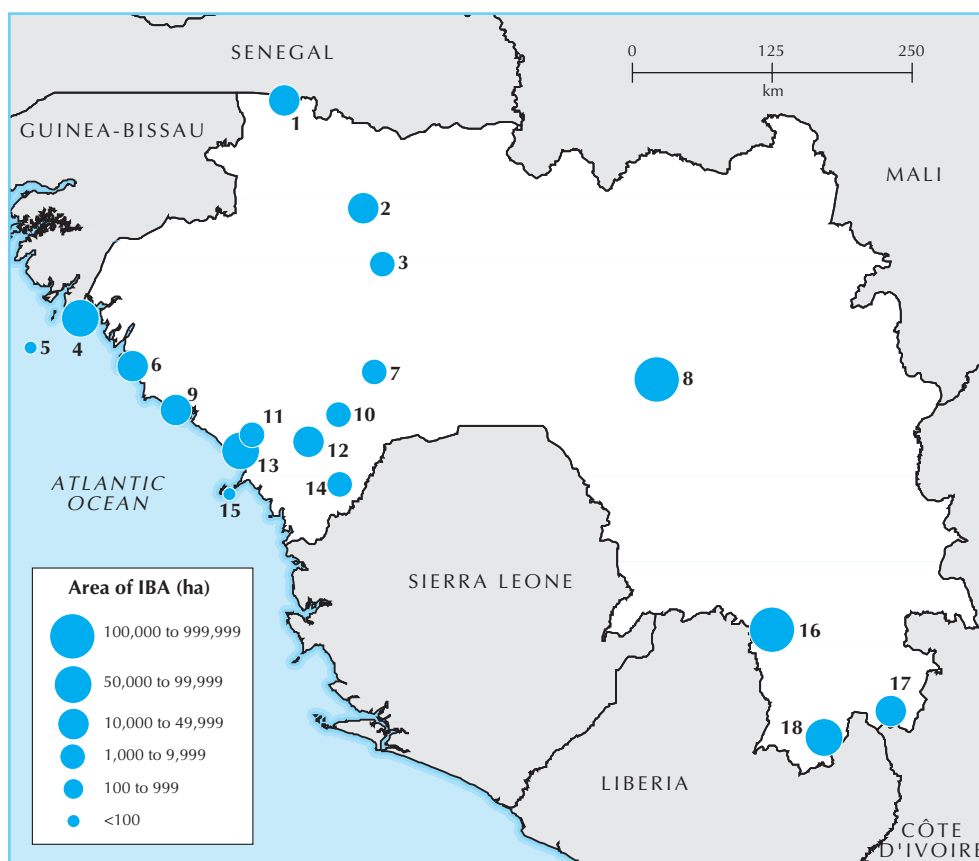 SENEGAL
0
125
250
km
GUINEA-BISSAU
1
MALI
2
3
4
5
6
7
8
9
10
11
12
13
14
15
ATLANTIC
OCEAN
SIERRA LEONE
16
17
18
LIBERIA
CÔTE
D'IVOIRE
Area of IBA (ha)
100,000 to 999,999
50,000 to 99,999
10,000 to 49,999
1,000 to 9,999
100 to 999
<100